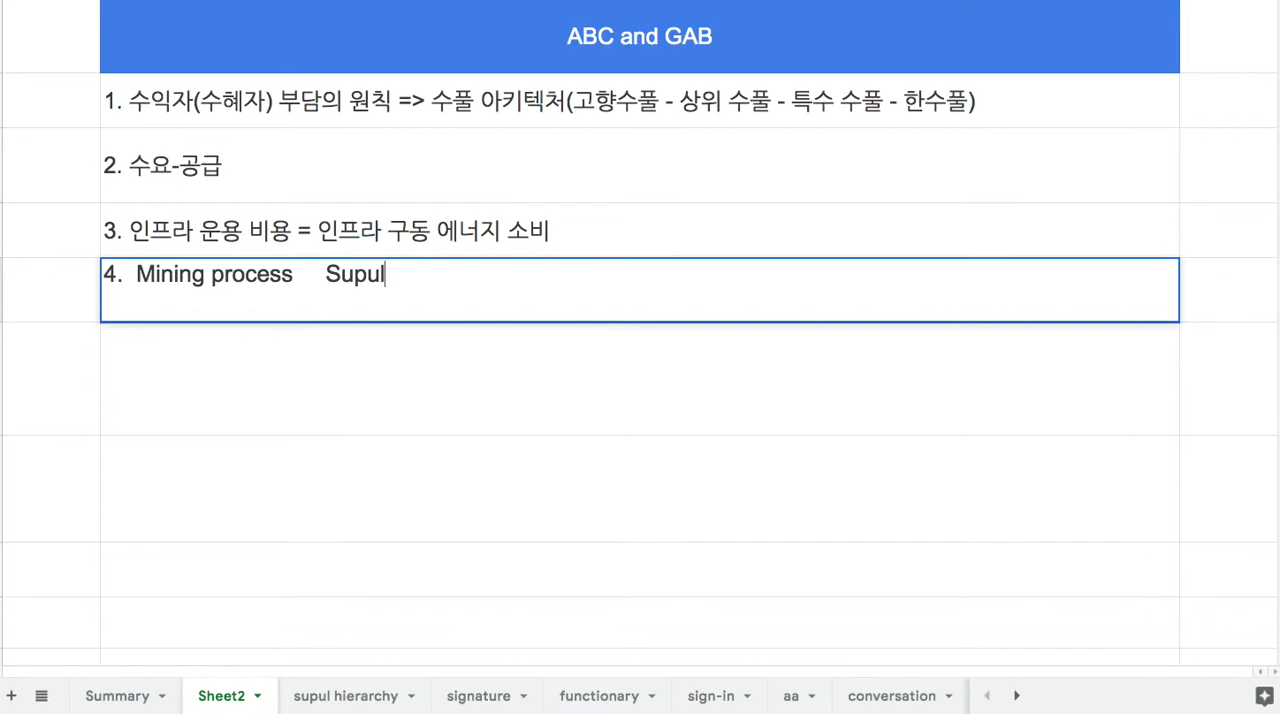 ABC and GAB
1. 수익자(수혜자) 부담의 원칙 => 수풀 아키텍처(고향수풀 - 상위 수풀 - 특수 수풀 - 한수풀)
2. 수요-공급
3. 인프라 운용 비용 = 인프라 구동 에너지 소비
4. Mining process Supul
Summary Sheet2 supul hierarchy signature functionary sign-in aa conversation